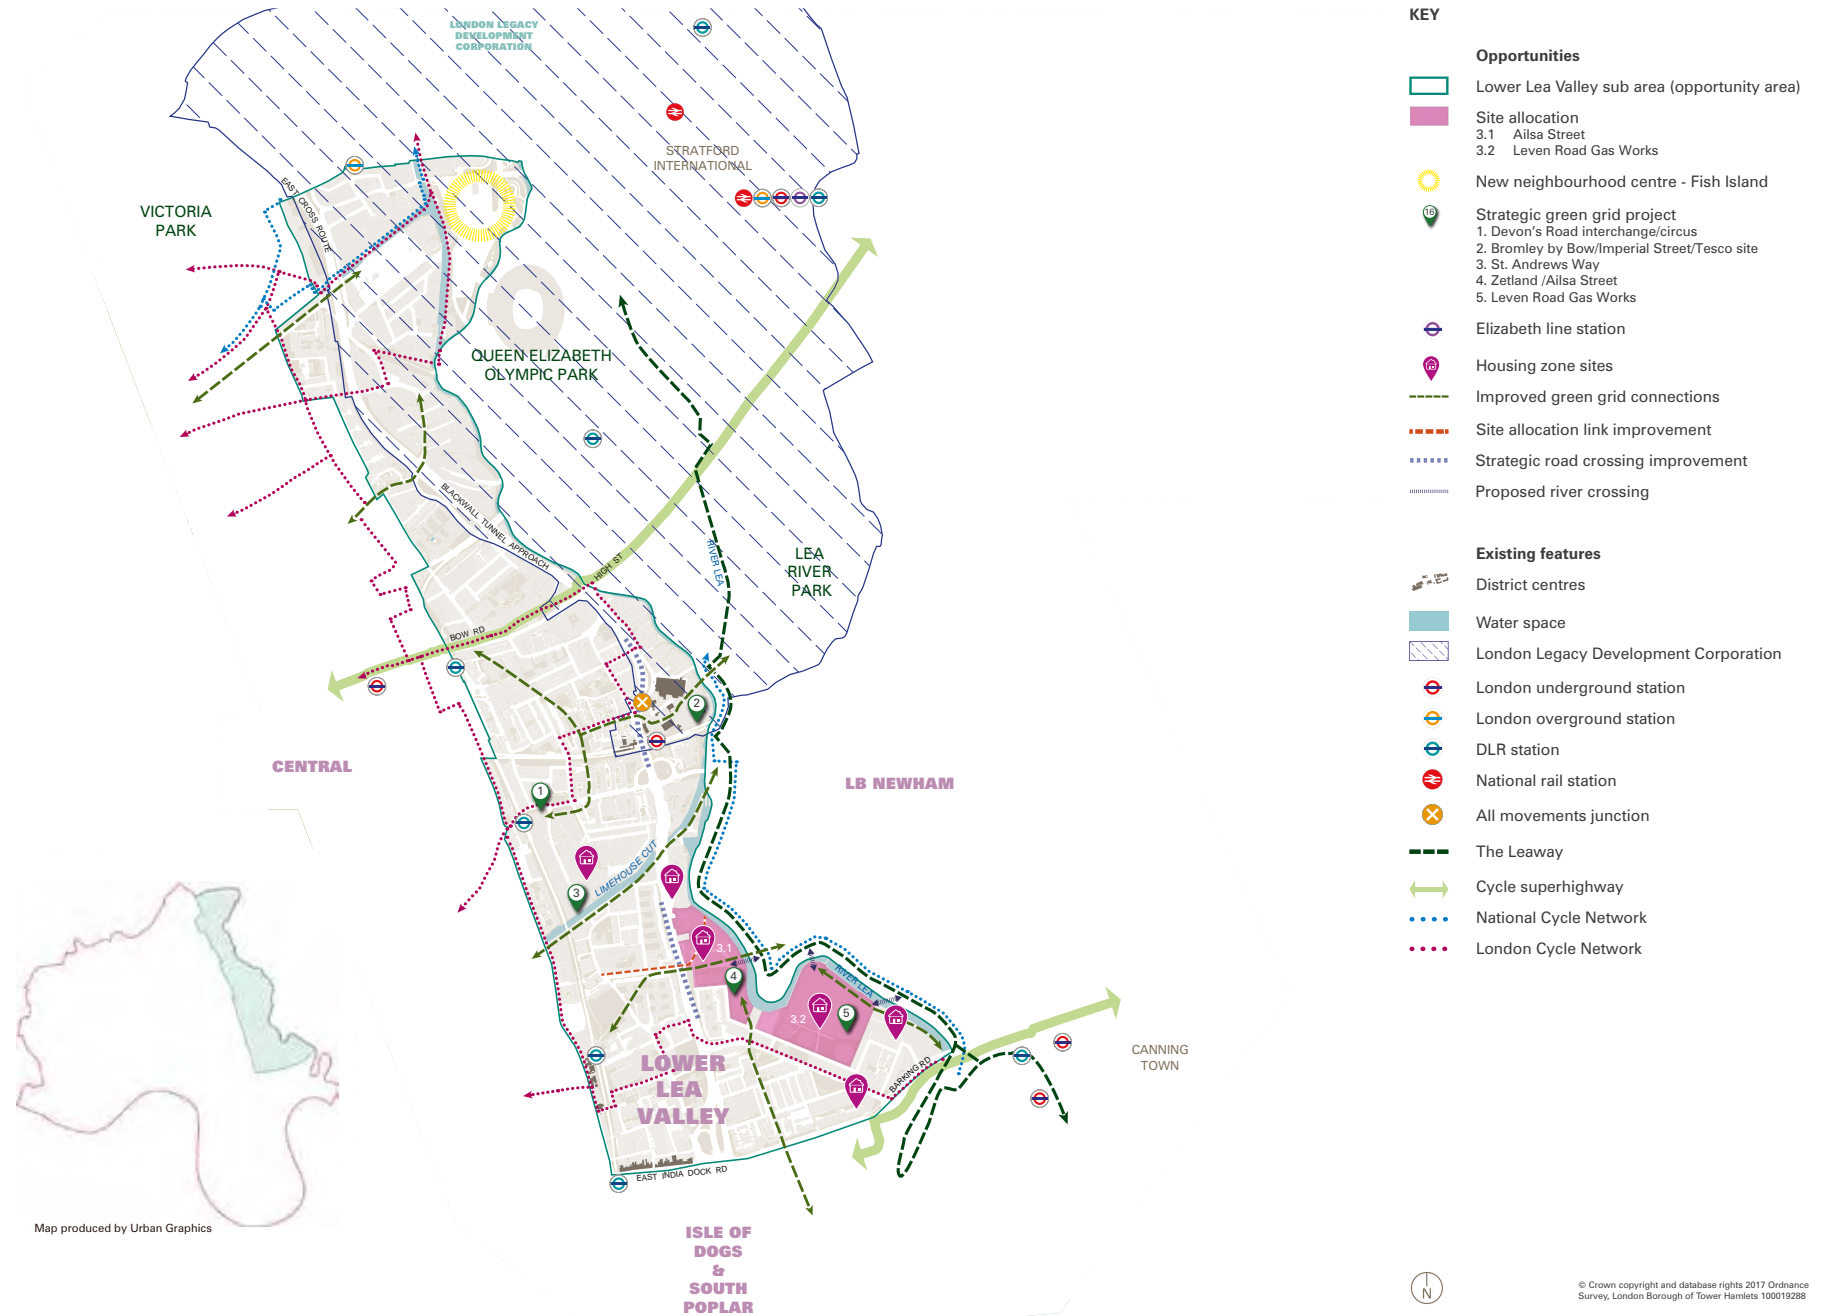 LONDON LEGACY
DEVELOPMENT
CORPORATION
STRATFORD
INTERNATIONAL
VICTORIA
PARK
EAST CROSS ROUTE
QUEEN ELIZABETH
OLYMPIC PARK
BLACKWALL TUNNEL APPROACH
HIGH ST
RIVER LEA
LEA
RIVER
PARK
BOW RD
2
CENTRAL
LB NEWHAM
1
LIMEHOUSE CUT
3
3.1
4
RIVER LEA
3.2
5
LOWER
LEA
VALLEY
BARKING RD
CANNING
TOWN
EAST INDIA DOCK RD
ISLE OF
DOGS
&
SOUTH
POPLAR
Map produced by Urban Graphics
KEY
Opportunities
Lower Lea Valley sub area (opportunity area)
Site allocation
3.1 Ailsa Street
3.2 Leven Road Gas Works
New neighbourhood centre - Fish Island
16
Strategic green grid project
1. Devon's Road interchange/circus
2. Bromley by Bow/Imperial Street/Tesco site
3. St. Andrews Way
4. Zetland /Ailsa Street
5. Leven Road Gas Works
Elizabeth line station
Housing zone sites
Improved green grid connections
Site allocation link improvement
Strategic road crossing improvement
Proposed river crossing
Existing features
District centres
Water space
London Legacy Development Corporation
London underground station
London overground station
DLR station
National rail station
All movements junction
The Leaway
Cycle superhighway
National Cycle Network
London Cycle Network
N
© Crown copyright and database rights 2017 Ordnance
Survey, London Borough of Tower Hamlets 100019288